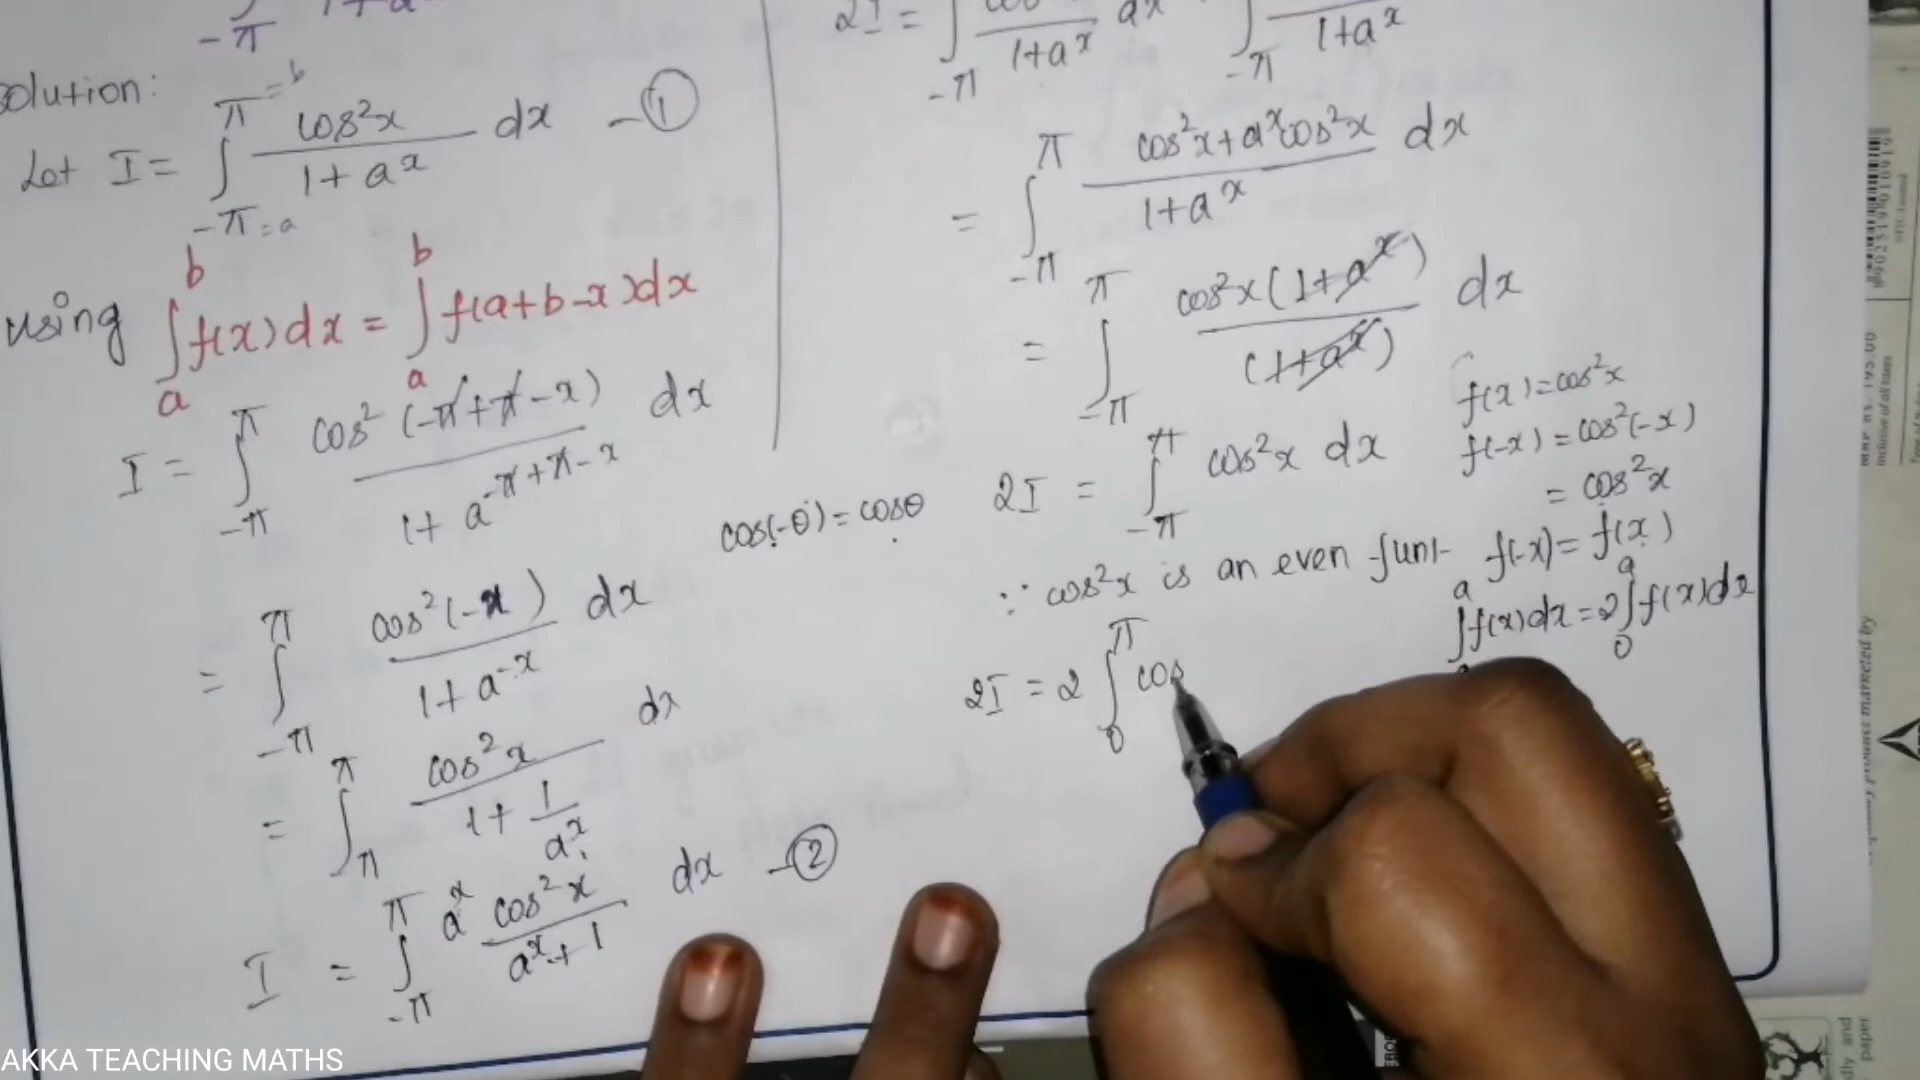 -π 1+a
Solution:
Let I = ∫_{-π = a}^{π = b} cos²x / 1+a^x dx — ①
using ∫_a^b f(x)dx = ∫_a^b f(a+b-x)dx
I = ∫_{-π}^{π} cos²(-π+π-x) / 1+a^{-π+π-x} dx
cos(-θ) = cosθ
= ∫_{-π}^{π} cos²(-x) / 1+a^{-x} dx
= ∫_{π}^{π} cos²x / 1+ 1/a^x dx
I = ∫_{-π}^{π} a^x cos²x / a^x+1 dx — ②
2I = ∫_{-π} / 1+a^x dx ∫_{-π} / 1+a^x
= ∫_{-π}^{π} cos²x+a^x cos²x / 1+a^x dx
= ∫_{-π}^{π} cos²x(1+a^x) / (1+a^x) dx
2I = ∫_{-π}^{π} cos²x dx
f(x) = cos²x
f(-x) = cos²(-x)
= cos²x
∵ cos²x is an even funt f(-x) = f(x)
∫^a f(x)dx = 2∫_0^a f(x)dx
2I = 2 ∫_0^π cos
AKKA TEACHING MATHS